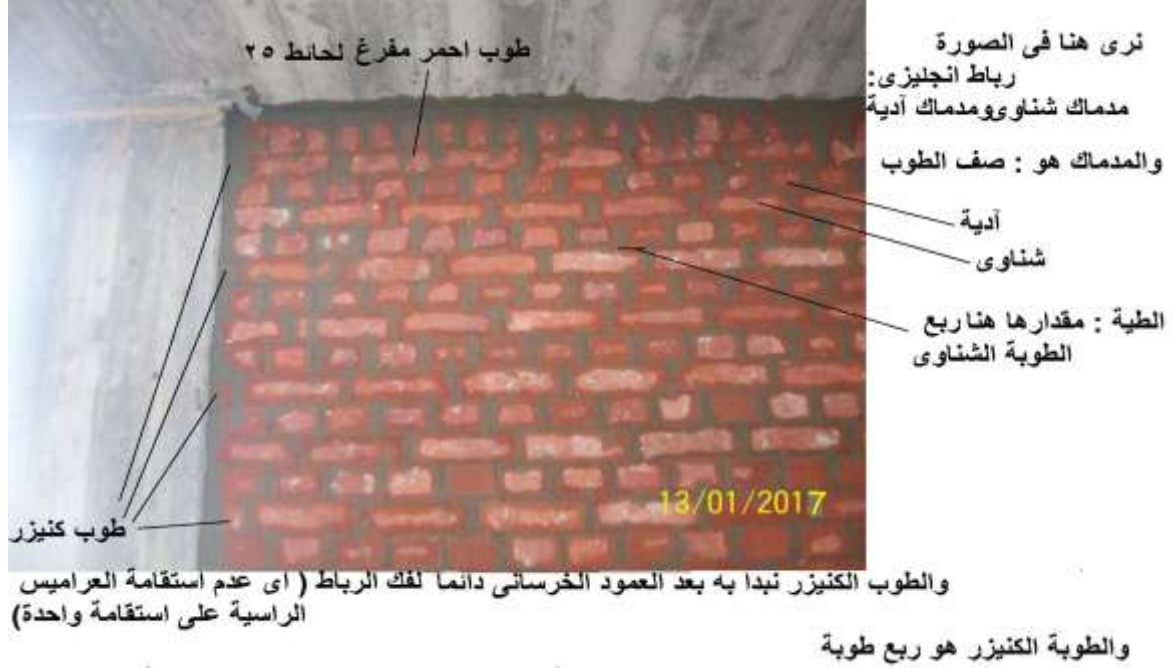 طوب احمر مفرغ لحائط ٢٥
نرى هنا فى الصورة
رباط انجليزى:
مدماك شناوى ومدماك آدية
والمدماك هو : صف الطوب
آدية
شناوى
الطية : مقدارها هنا ربع
الطوبة الشناوى
13/01/2017
طوب كنيزر
والطوب الكنيزر نبدا به بعد العمود الخرسانى دائما لفك الرباط ( اى عدم استقامة العراميس
الراسية على استقامة واحدة)
والطوبة الكنيزر هو ربع طوبة